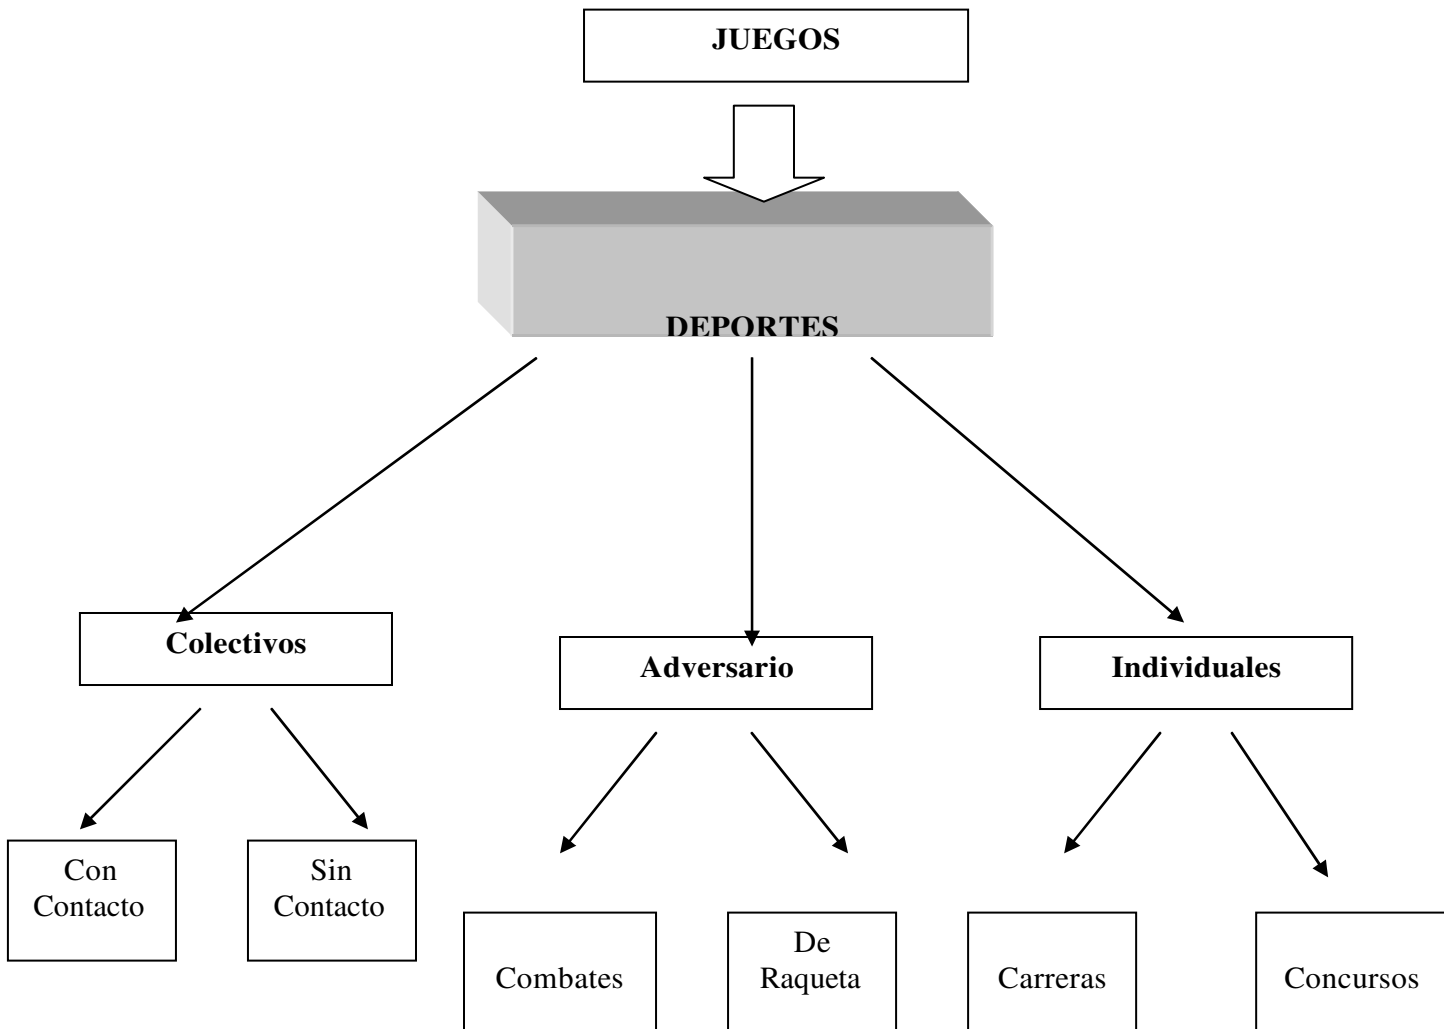 JUEGOS
DEPORTES
Colectivos
Adversario
Individuales
Con
Contacto
Sin
Contacto
Combates
De
Raqueta
Carreras
Concursos